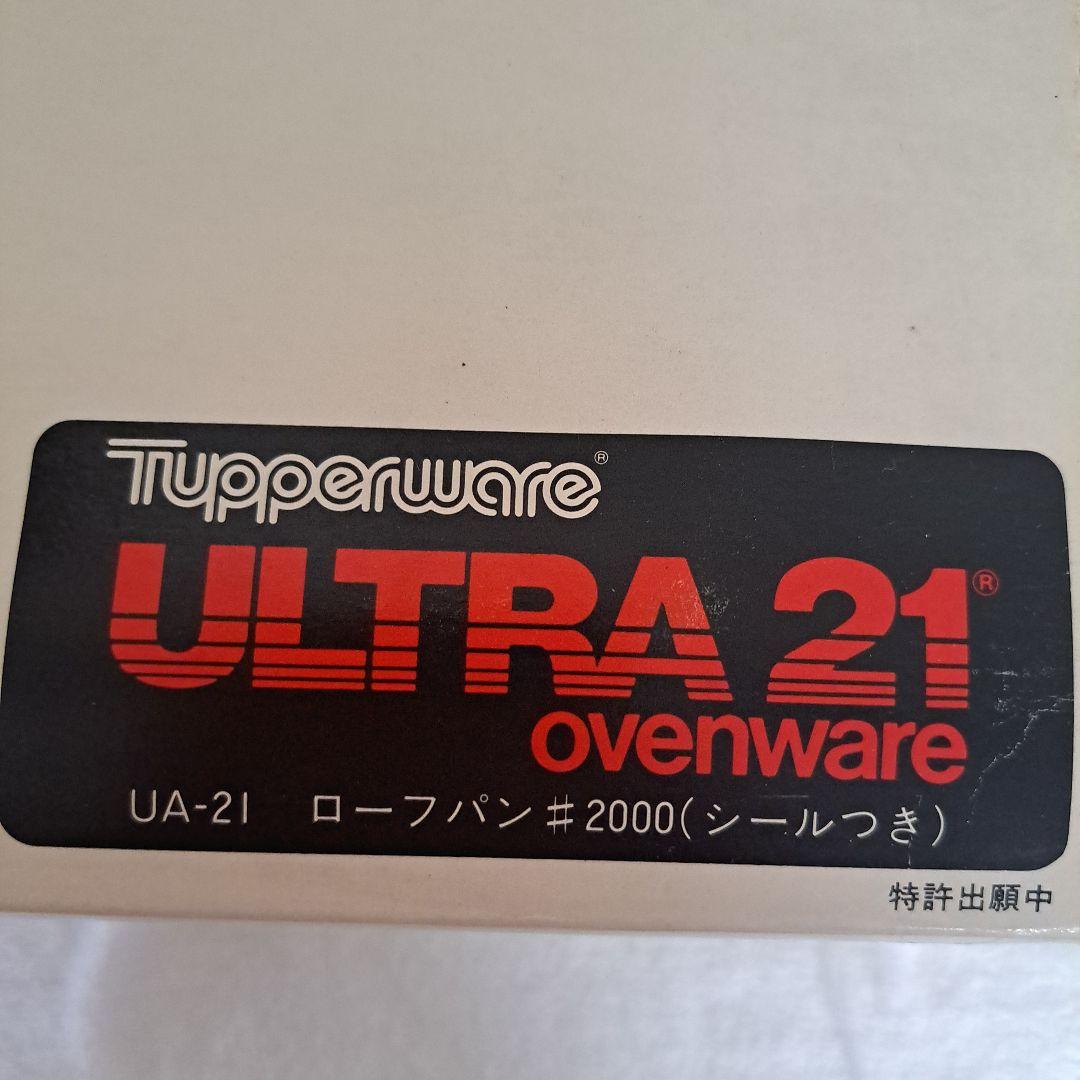 Tupperware®
ULTRA 21®
ovenware
UA-21 ローフパン#2000(シールつき)
特許出願中